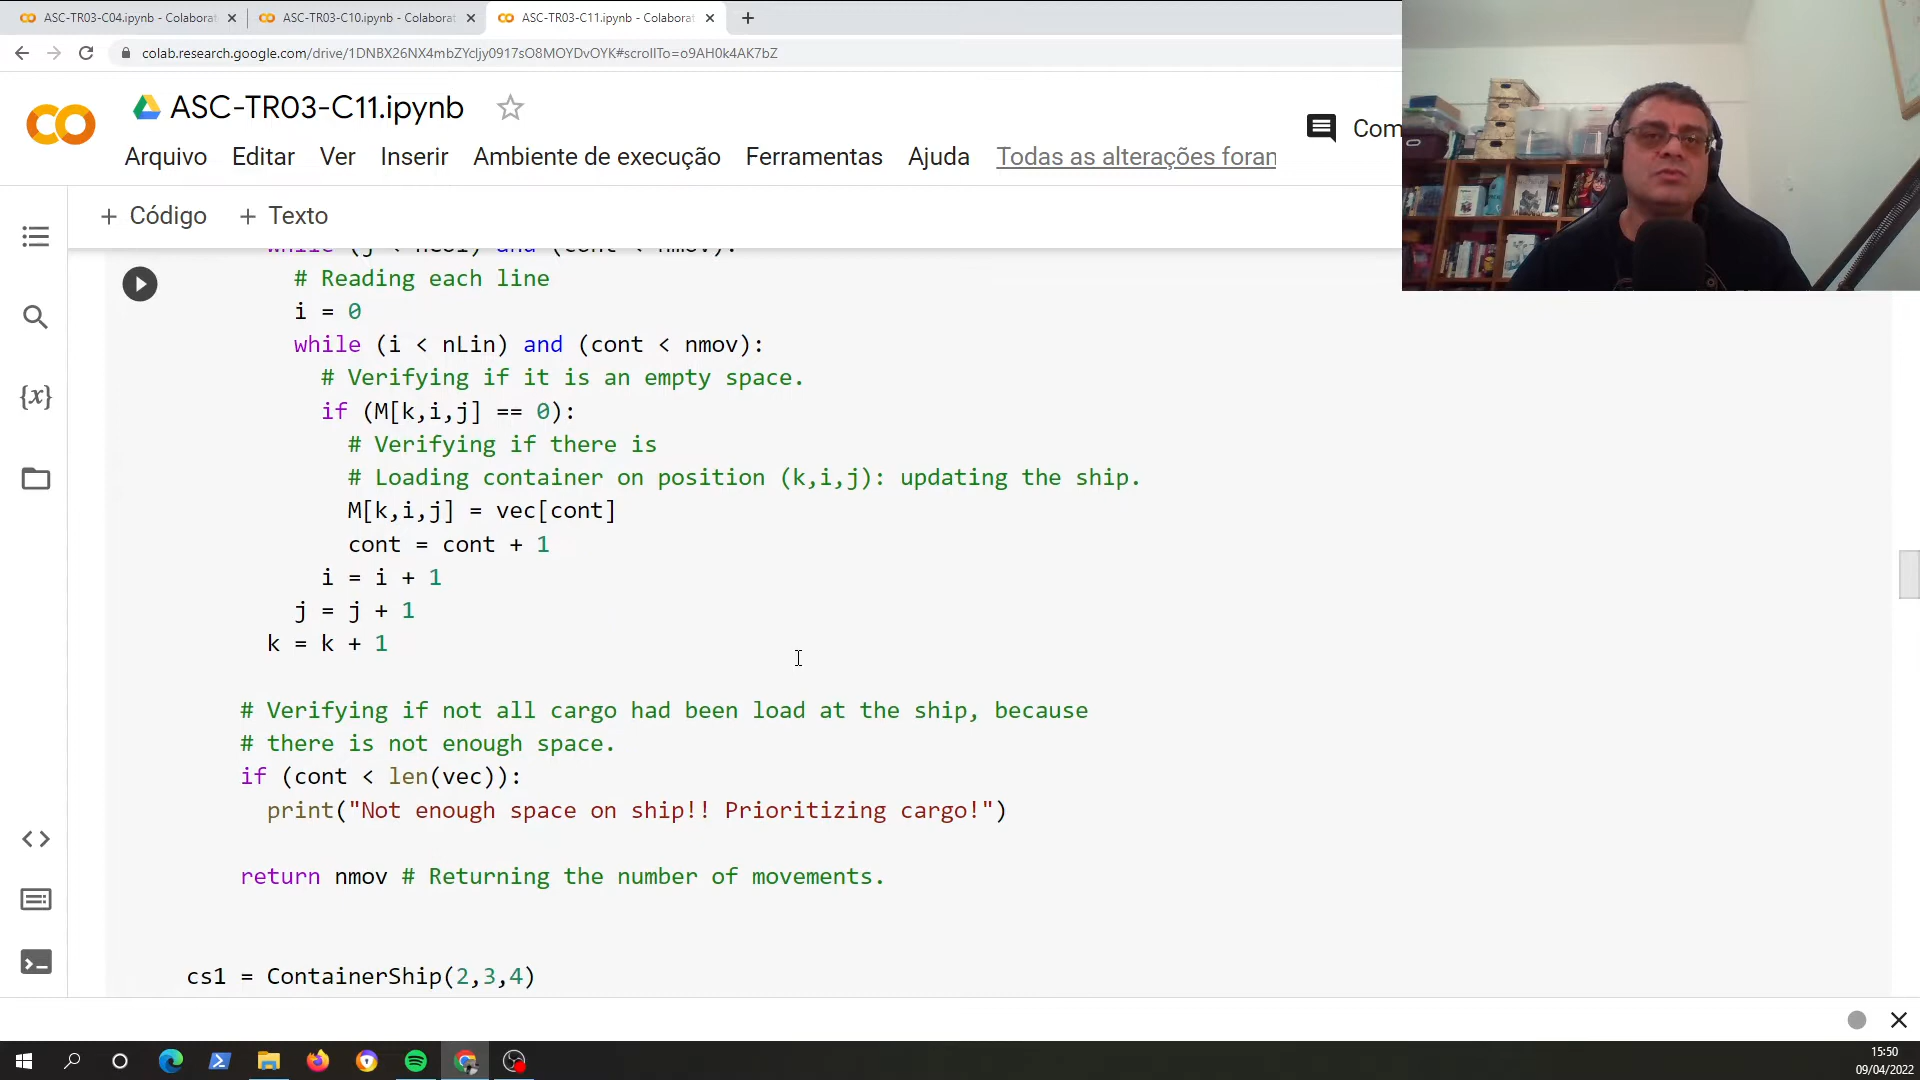 ASC-TR03-C04.ipynb - Colaborat
ASC-TR03-C10.ipynb - Colaborat
ASC-TR03-C11.ipynb - Colaborat
colab.research.google.com/drive/1DNBX26NX4mbZYcljy0917sO8MOYDvOYK#scrollTo=o9AH0k4AK7bZ
ASC-TR03-C11.ipynb
Com
Arquivo Editar Ver Inserir Ambiente de execução Ferramentas Ajuda Todas as alterações foran
+ Código + Texto
while (j < nCol) and (cont < nmov):
# Reading each line
i = 0
while (i < nLin) and (cont < nmov):
# Verifying if it is an empty space.
if (M[k,i,j] == 0):
# Verifying if there is
# Loading container on position (k,i,j): updating the ship.
M[k,i,j] = vec[cont]
cont = cont + 1
i = i + 1
j = j + 1
k = k + 1
# Verifying if not all cargo had been load at the ship, because
# there is not enough space.
if (cont < len(vec)):
print("Not enough space on ship!! Prioritizing cargo!")
return nmov # Returning the number of movements.
cs1 = ContainerShip(2,3,4)
15:50
09/04/2022